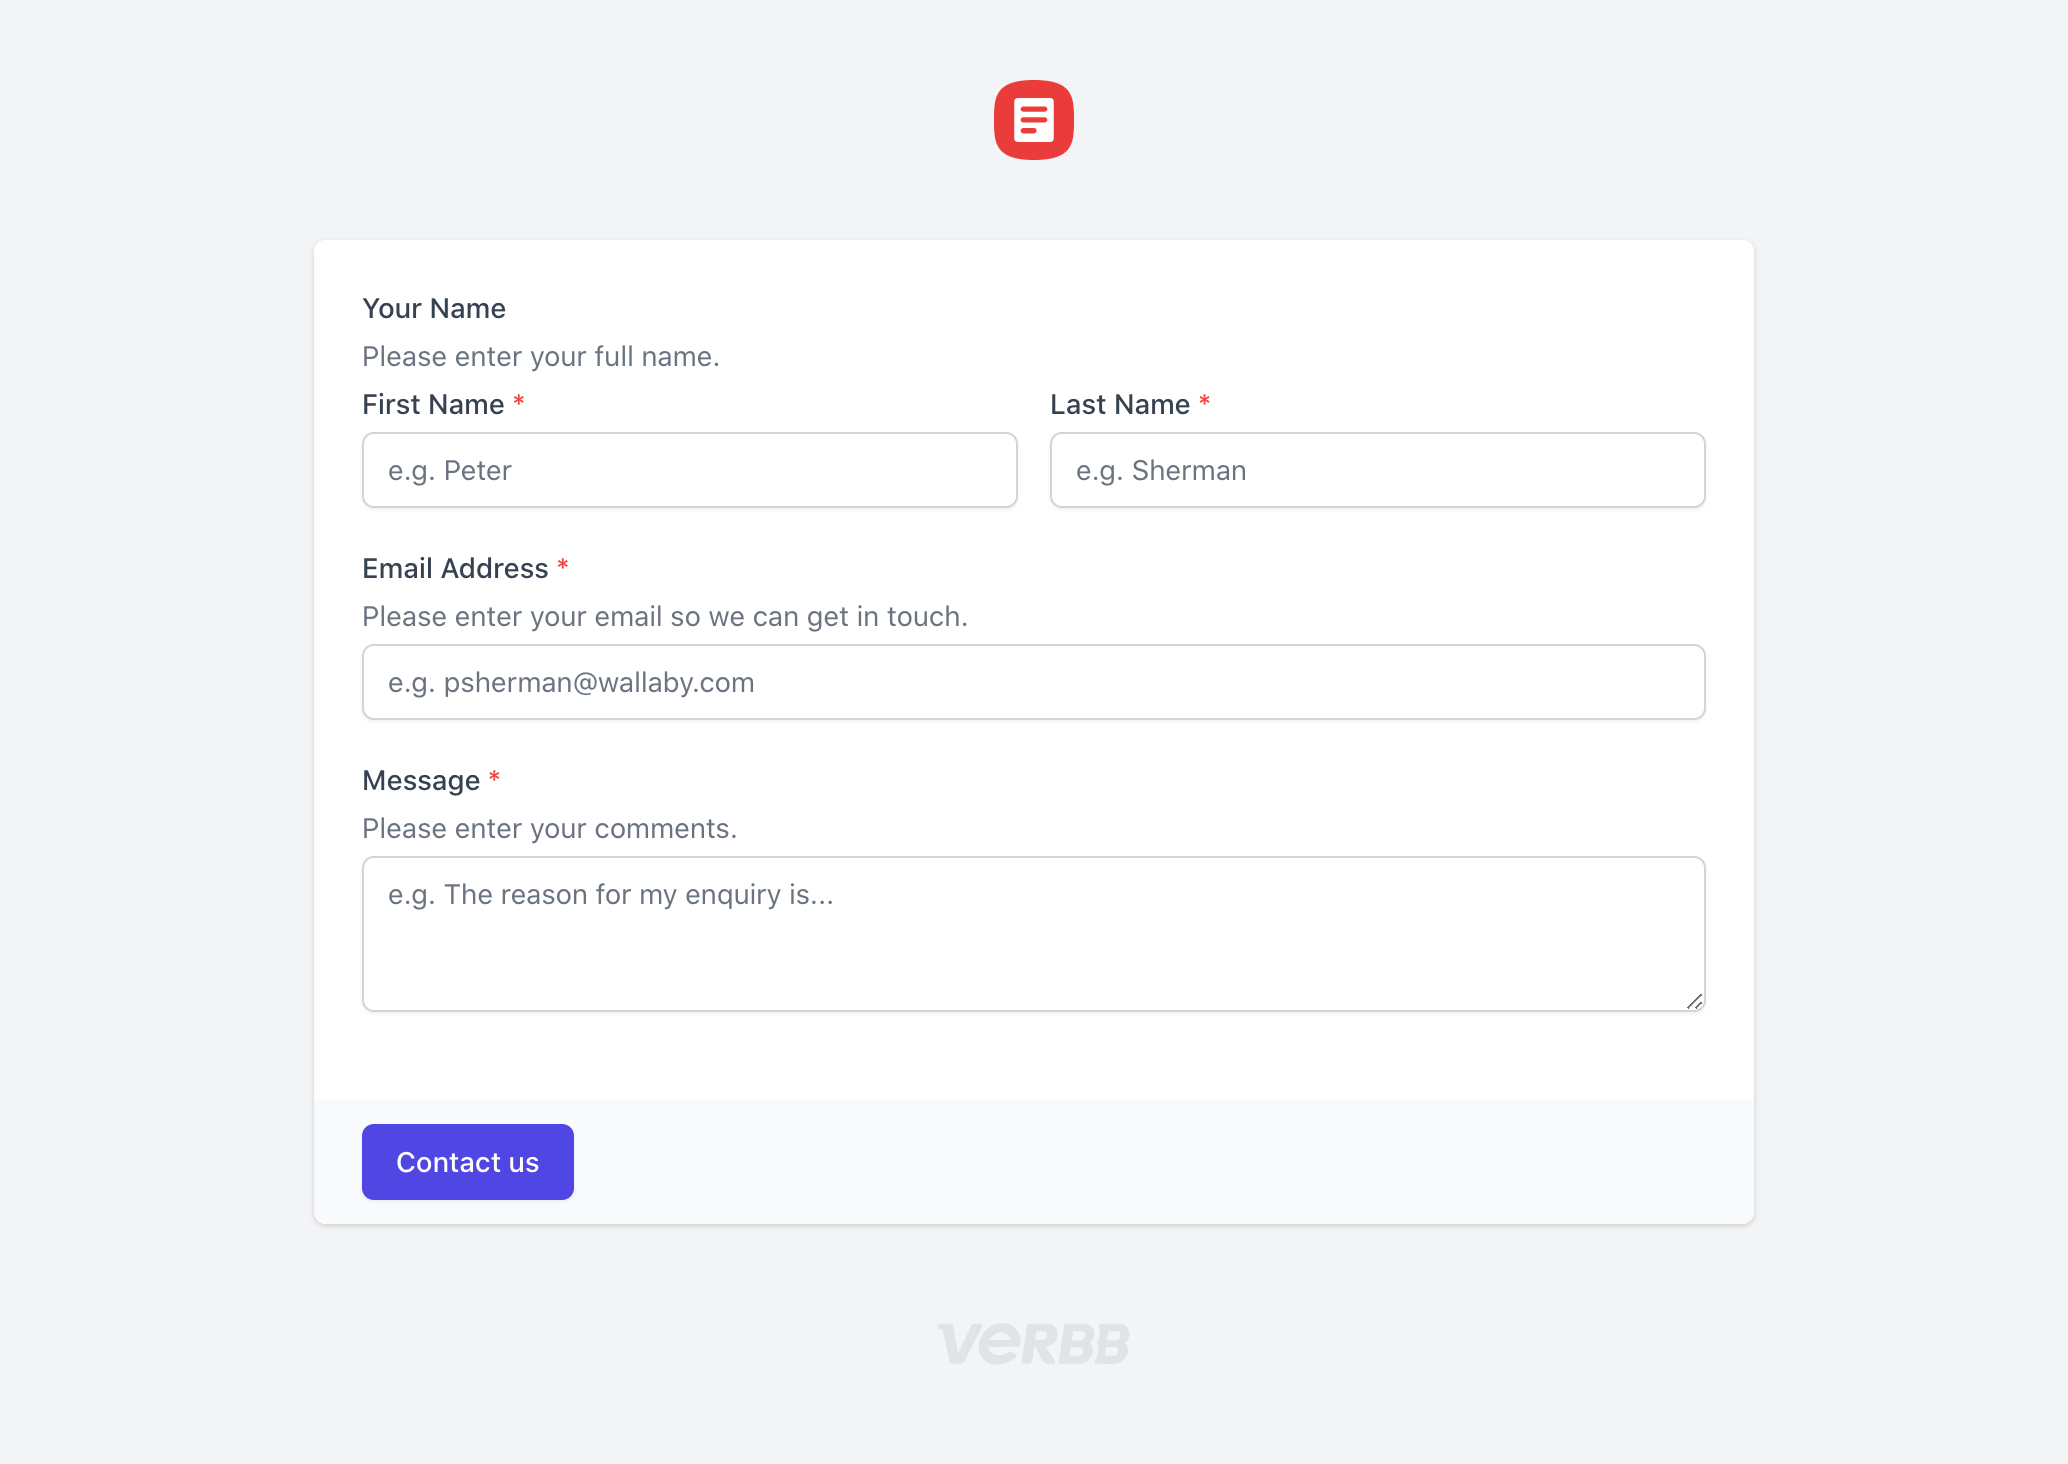 Your Name
Please enter your full name.
First Name *
Last Name *
e.g. Peter
e.g. Sherman
Email Address *
Please enter your email so we can get in touch.
e.g. psherman@wallaby.com
Message *
Please enter your comments.
e.g. The reason for my enquiry is...
Contact us
VERBB